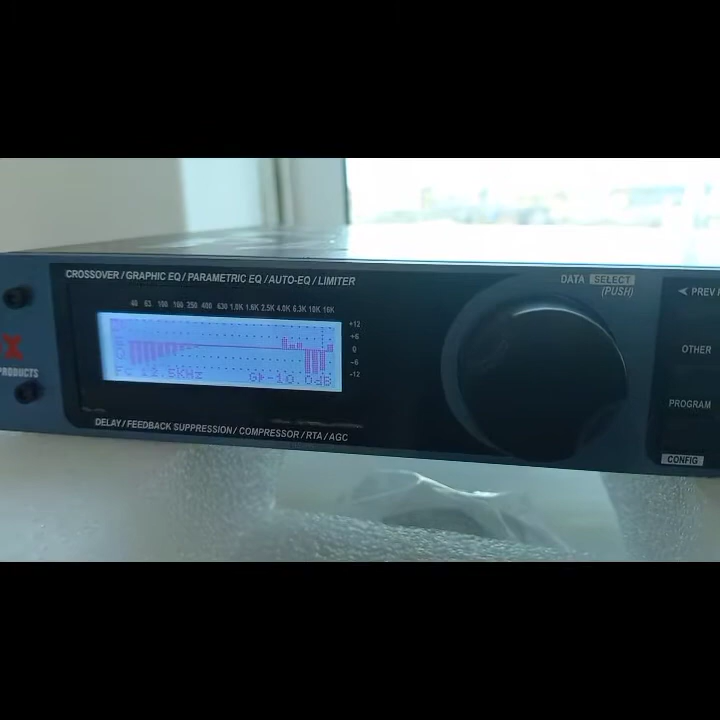 CROSSOVER / GRAPHIC EQ / PARAMETRIC EQ / AUTO-EQ / LIMITER
DATA SELECT
(PUSH)
PREV
40 63 100 160 250 400 630 1.0K 1.6K 2.5K 4.0K 6.3K 10K 16K
+12
+6
0
-6
-12
12.5KHz
-10.0dB
X
PRODUCTS
OTHER
PROGRAM
DELAY / FEEDBACK SUPPRESSION / COMPRESSOR / RTA / AGC
CONFIG